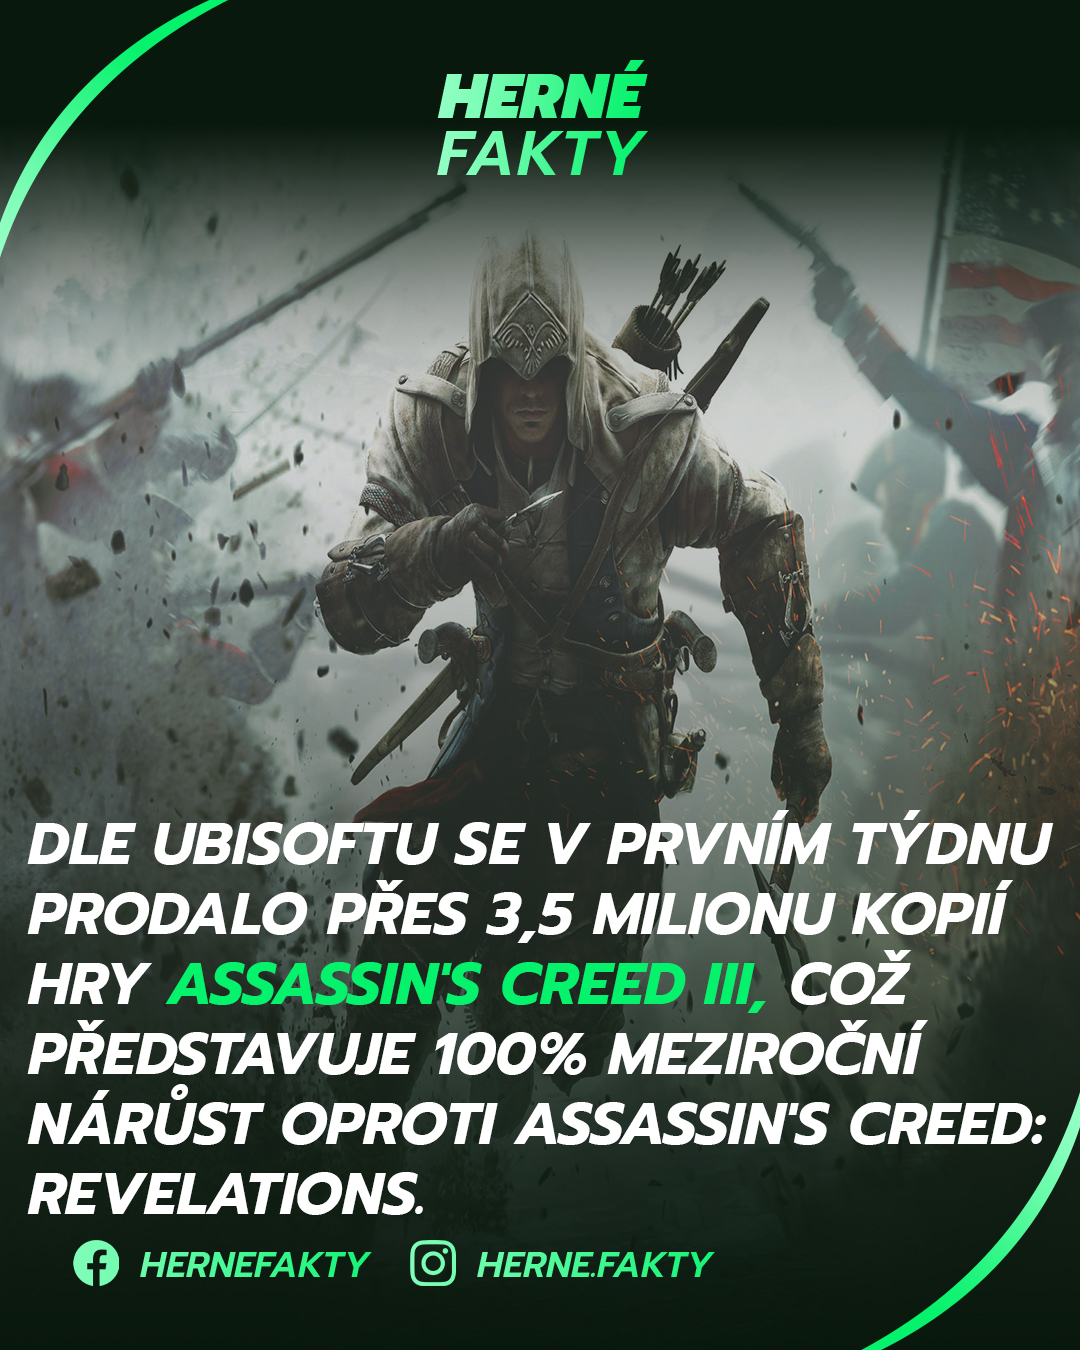 HERNÉ
FAKTY
DLE UBISOFTU SE V PRVNÍM TÝDNU
PRODALO PŘES 3,5 MILIONU KOPIÍ
HRY ASSASSIN'S CREED III, COŽ
PŘEDSTAVUJE 100% MEZIROČNÍ
NÁRŮST OPROTI ASSASSIN'S CREED:
REVELATIONS.
HERNEFAKTY HERNE.FAKTY